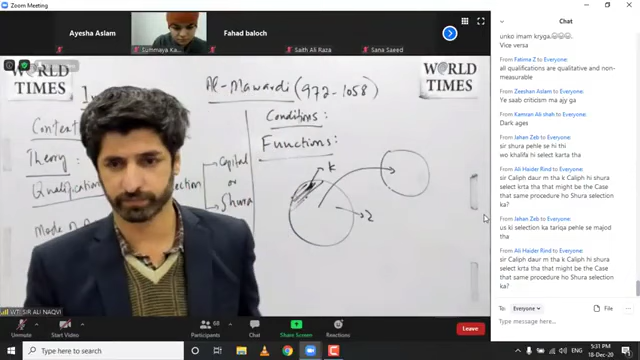 Zoom Meeting
Ayesha Aslam
Fahad baloch
Summaya Ka...
Saith Ali Raza
Sana Saeed
WORLD
TIMES
WORLD
TIMES
Al-Mawardi (972-1058)
Conditions:
Functions:
Theory:
Capital
or
Shura
K
WT: SIR ALI NAQVI
Chat
unko imam kryga.
Vice versa
From Fatima Z to Everyone:
all qualifications are qualitative and non-measurable
From Zeeshan Aslam to Everyone:
Ye saab criticism ma ajy ga
From Kamran Ali shah to Everyone:
Dark ages
From Jahan Zeb to Everyone:
sir shura pehle se hi thi
wo khalifa hi select karta tha
From Ali Haider Rai to Everyone:
sir Caliph daur m tha k Caliph hi shura
selekt krta tha that might be the Case
that same procedure ho Shura selection
ka?
From Jahan Zeb to Everyone:
us ki selection ka tariqa pehle se majod
tha
From Ali Haider Rai to Everyone:
sir Caliph daur m tha k Caliph hi shura
selekt krta tha that might be the Case
that same procedure ho Shura selection
ka?
To: Everyone
File
Type message here...
Unmute
Start Video
Participants
68
Chat
Share Screen
Reactions
Leave
Type here to search
ENG
5:31 PM
18-Dec-20